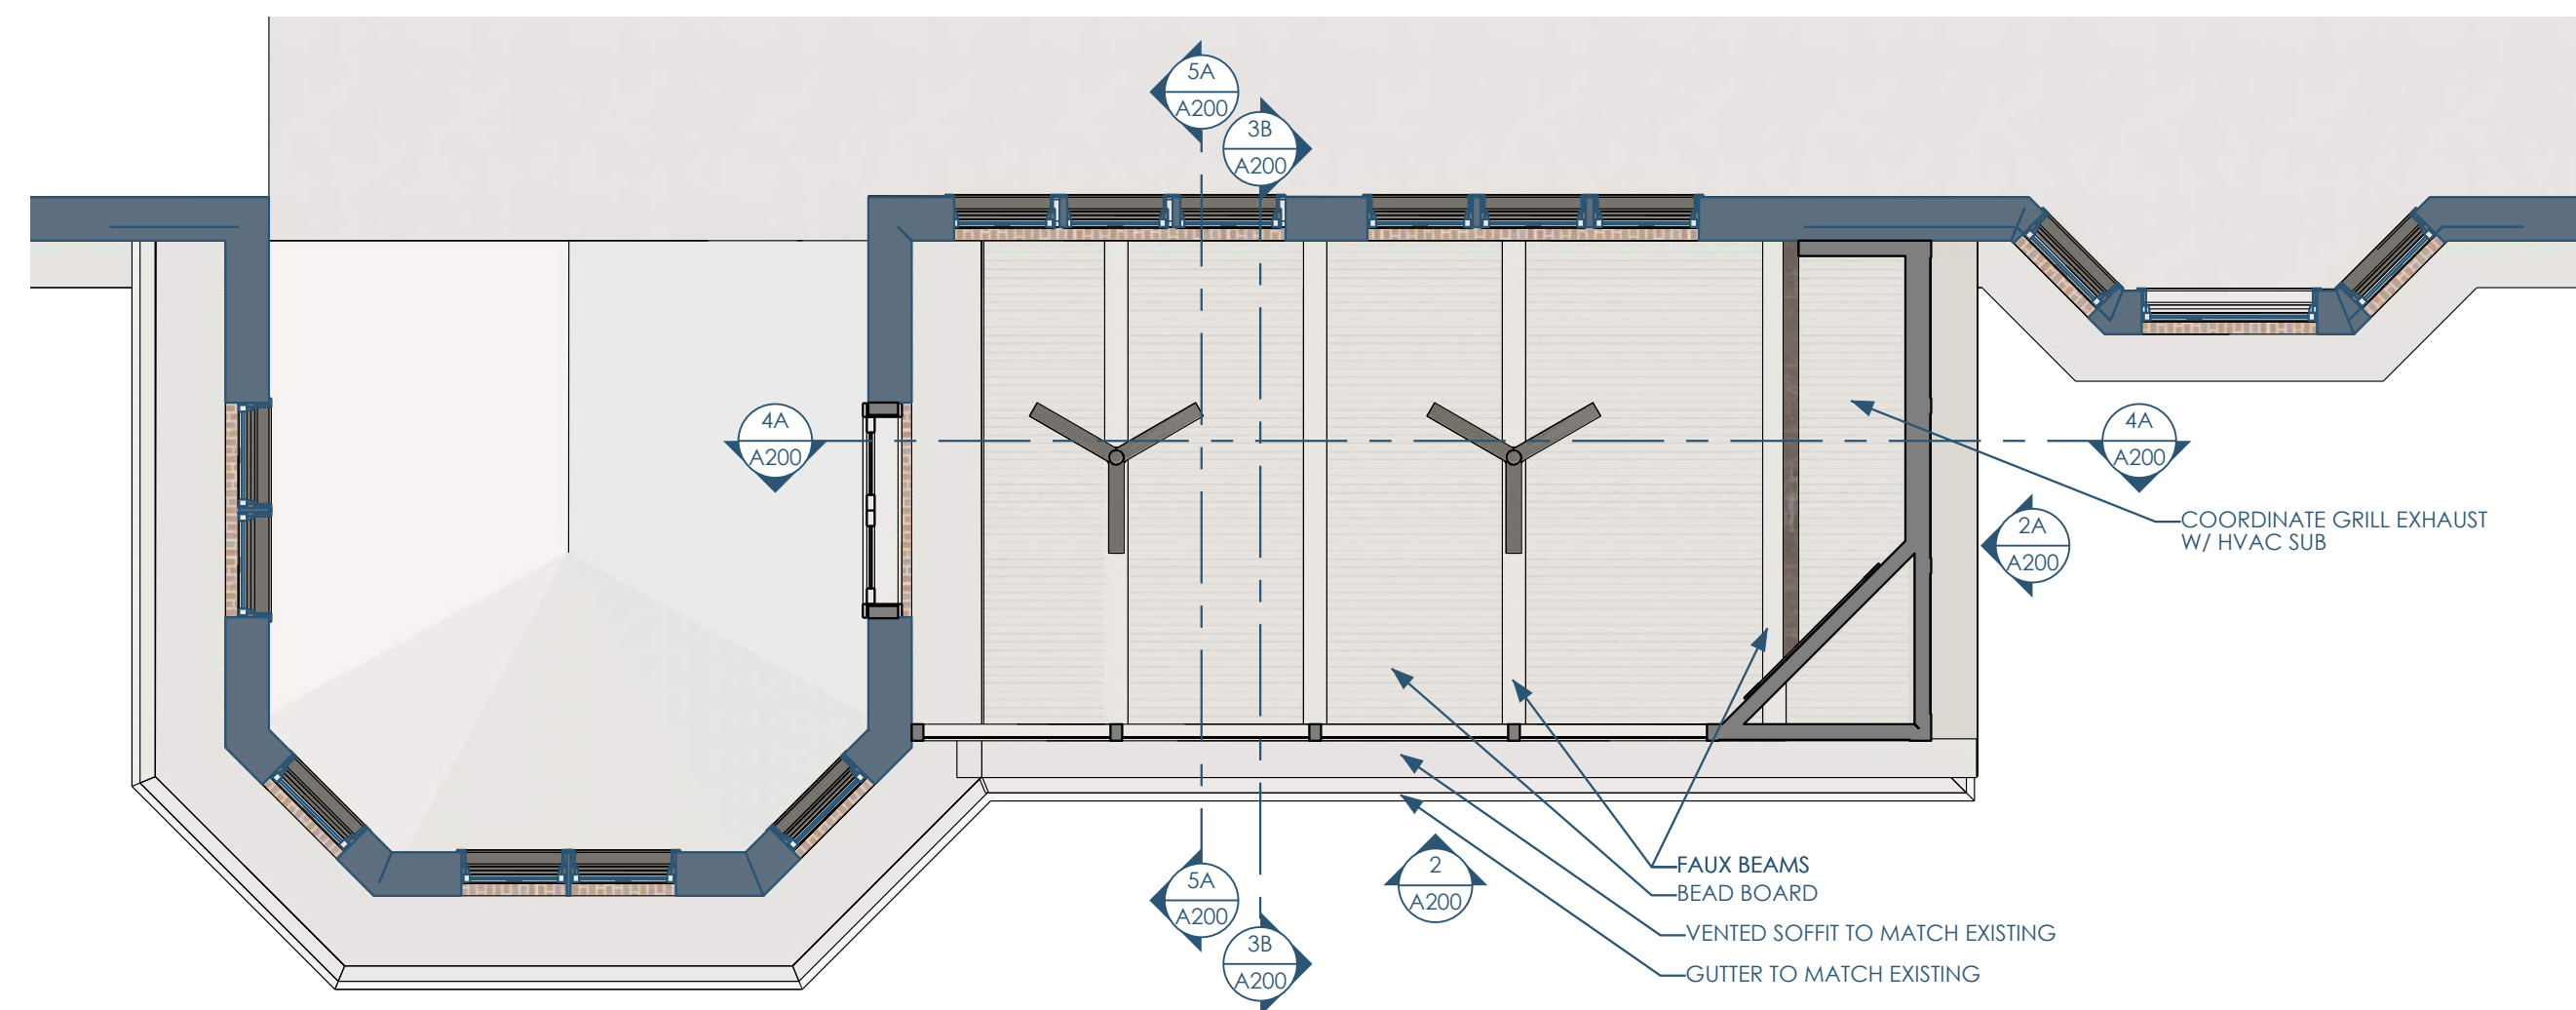 5A
A200
3B
A200
4A
A200
4A
A200
COORDINATE GRILL EXHAUST
W/ HVAC SUB
2A
A200
FAUX BEAMS
BEAD BOARD
2
A200
5A
A200
VENTED SOFFIT TO MATCH EXISTING
3B
A200
GUTTER TO MATCH EXISTING